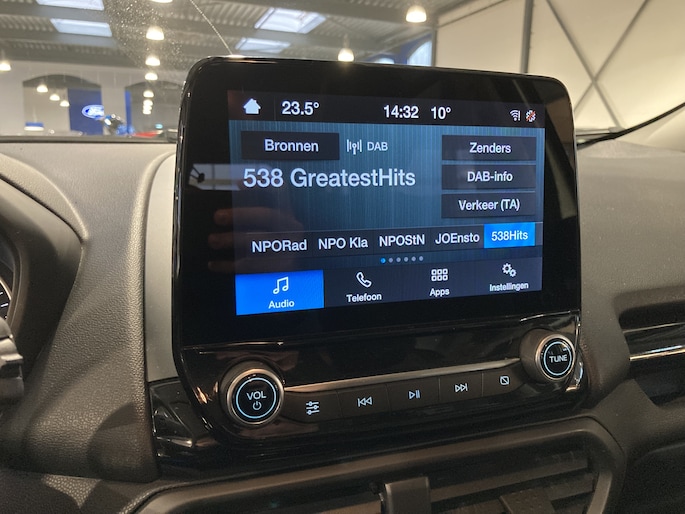 Ford
23.5° 14:32 10°
Bronnen DAB Zenders
538 GreatestHits DAB-info
Verkeer (TA)
NPORad NPO Kla NPOStN JOEnsto 538Hits
Audio Telefoon Apps Instellingen
VOL TUNE